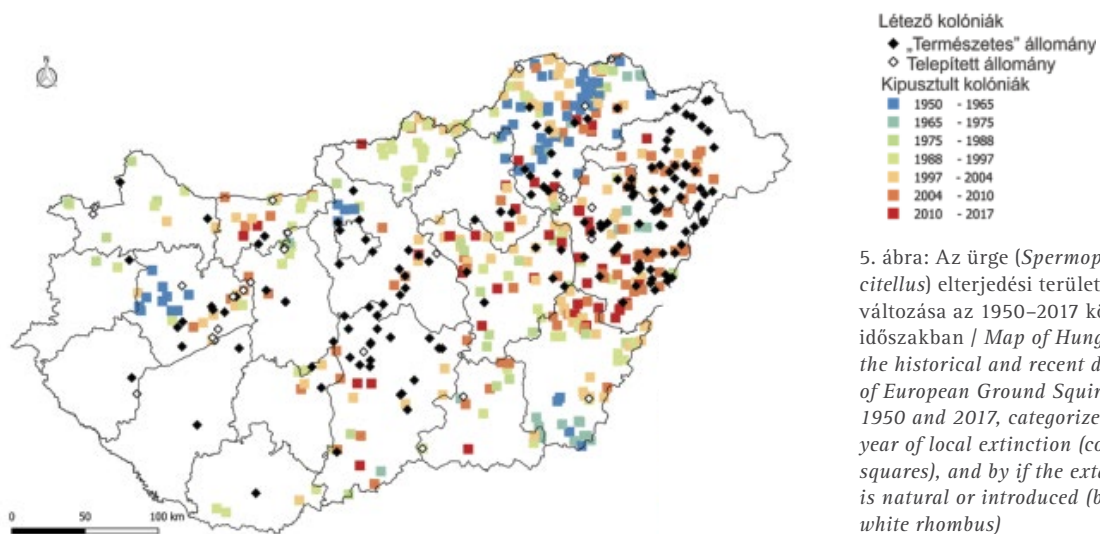 N
0 50 100 km
Létező kolóniák
„Természetes” állomány
Telepített állomány
Kipusztult kolóniák
1950 - 1965
1965 - 1975
1975 - 1988
1988 - 1997
1997 - 2004
2004 - 2010
2010 - 2017
5. ábra: Az ürge (Spermop
citellus) elterjedési terület
változása az 1950–2017 kö
időszakban / Map of Hung
the historical and recent d
of European Ground Squir
1950 and 2017, categorize
year of local extinction (co
squares), and by if the exta
is natural or introduced (b
white rhombus)